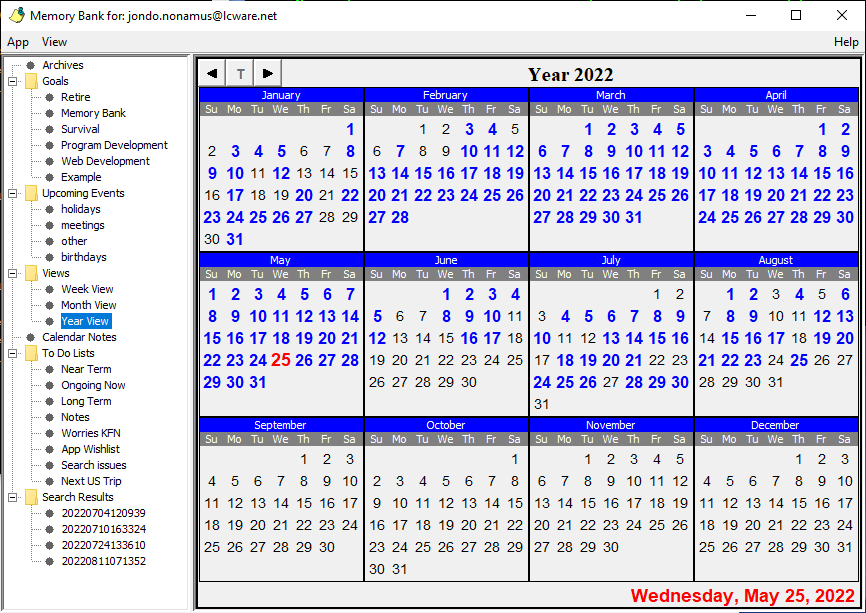 Memory Bank for: jondo.nonamus@lcware.net
App View Help
Archives
Goals
Retire
Memory Bank
Survival
Program Development
Web Development
Example
Upcoming Events
holidays
meetings
other
birthdays
Views
Week View
Month View
Year View
Calendar Notes
To Do Lists
Near Term
Ongoing Now
Long Term
Notes
Worries KFN
App Wishlist
Search issues
Next US Trip
Search Results
20220704120939
20220710163324
20220724133610
20220811071352
T Year 2022
January
Su Mo Tu We Th Fr Sa
1
2 3 4 5 6 7 8
9 10 11 12 13 14 15
16 17 18 19 20 21 22
23 24 25 26 27 28 29
30 31
February
Su Mo Tu We Th Fr Sa
1 2 3 4 5
6 7 8 9 10 11 12
13 14 15 16 17 18 19
20 21 22 23 24 25 26
27 28
March
Su Mo Tu We Th Fr Sa
1 2 3 4 5
6 7 8 9 10 11 12
13 14 15 16 17 18 19
20 21 22 23 24 25 26
27 28 29 30 31
April
Su Mo Tu We Th Fr Sa
1 2
3 4 5 6 7 8 9
10 11 12 13 14 15 16
17 18 19 20 21 22 23
24 25 26 27 28 29 30
May
Su Mo Tu We Th Fr Sa
1 2 3 4 5 6 7
8 9 10 11 12 13 14
15 16 17 18 19 20 21
22 23 24 25 26 27 28
29 30 31
June
Su Mo Tu We Th Fr Sa
1 2 3 4
5 6 7 8 9 10 11
12 13 14 15 16 17 18
19 20 21 22 23 24 25
26 27 28 29 30
July
Su Mo Tu We Th Fr Sa
1 2
3 4 5 6 7 8 9
10 11 12 13 14 15 16
17 18 19 20 21 22 23
24 25 26 27 28 29 30
31
August
Su Mo Tu We Th Fr Sa
1 2 3 4 5 6
7 8 9 10 11 12 13
14 15 16 17 18 19 20
21 22 23 24 25 26 27
28 29 30 31
September
Su Mo Tu We Th Fr Sa
1 2 3
4 5 6 7 8 9 10
11 12 13 14 15 16 17
18 19 20 21 22 23 24
25 26 27 28 29 30
October
Su Mo Tu We Th Fr Sa
1
2 3 4 5 6 7 8
9 10 11 12 13 14 15
16 17 18 19 20 21 22
23 24 25 26 27 28 29
30 31
November
Su Mo Tu We Th Fr Sa
1 2 3 4 5
6 7 8 9 10 11 12
13 14 15 16 17 18 19
20 21 22 23 24 25 26
27 28 29 30
December
Su Mo Tu We Th Fr Sa
1 2 3
4 5 6 7 8 9 10
11 12 13 14 15 16 17
18 19 20 21 22 23 24
25 26 27 28 29 30 31
Wednesday, May 25, 2022